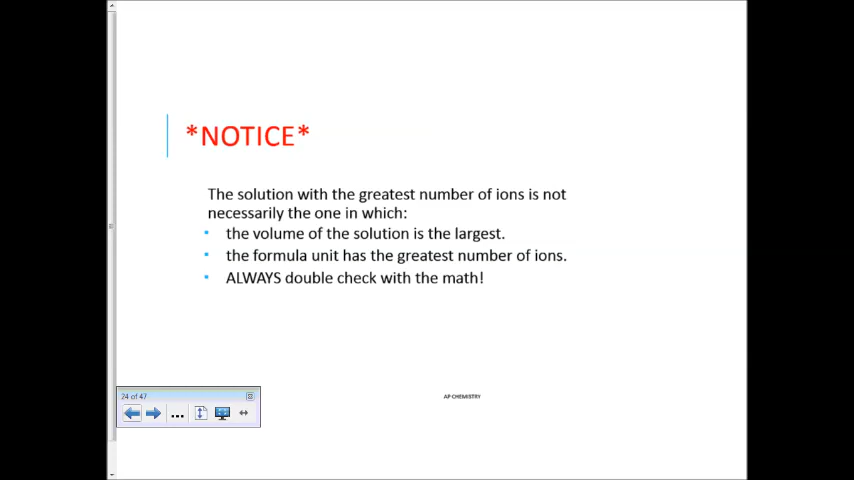 *NOTICE*
The solution with the greatest number of ions is not
necessarily the one in which:
▪ the volume of the solution is the largest.
▪ the formula unit has the greatest number of ions.
▪ ALWAYS double check with the math!
24 of 47
...
AP CHEMISTRY